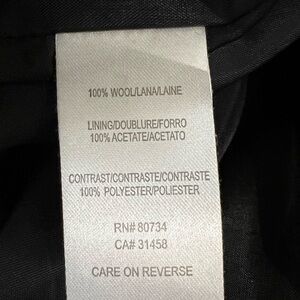 100% WOOL/LANA/LAINE
LINING/DOUBLURE/FORRO
100% ACETATE/ACETATO
CONTRAST/CONTRASTE/CONTRASTE
100% POLYESTER/POLIESTER
RN# 80734
CA# 31458
CARE ON REVERSE